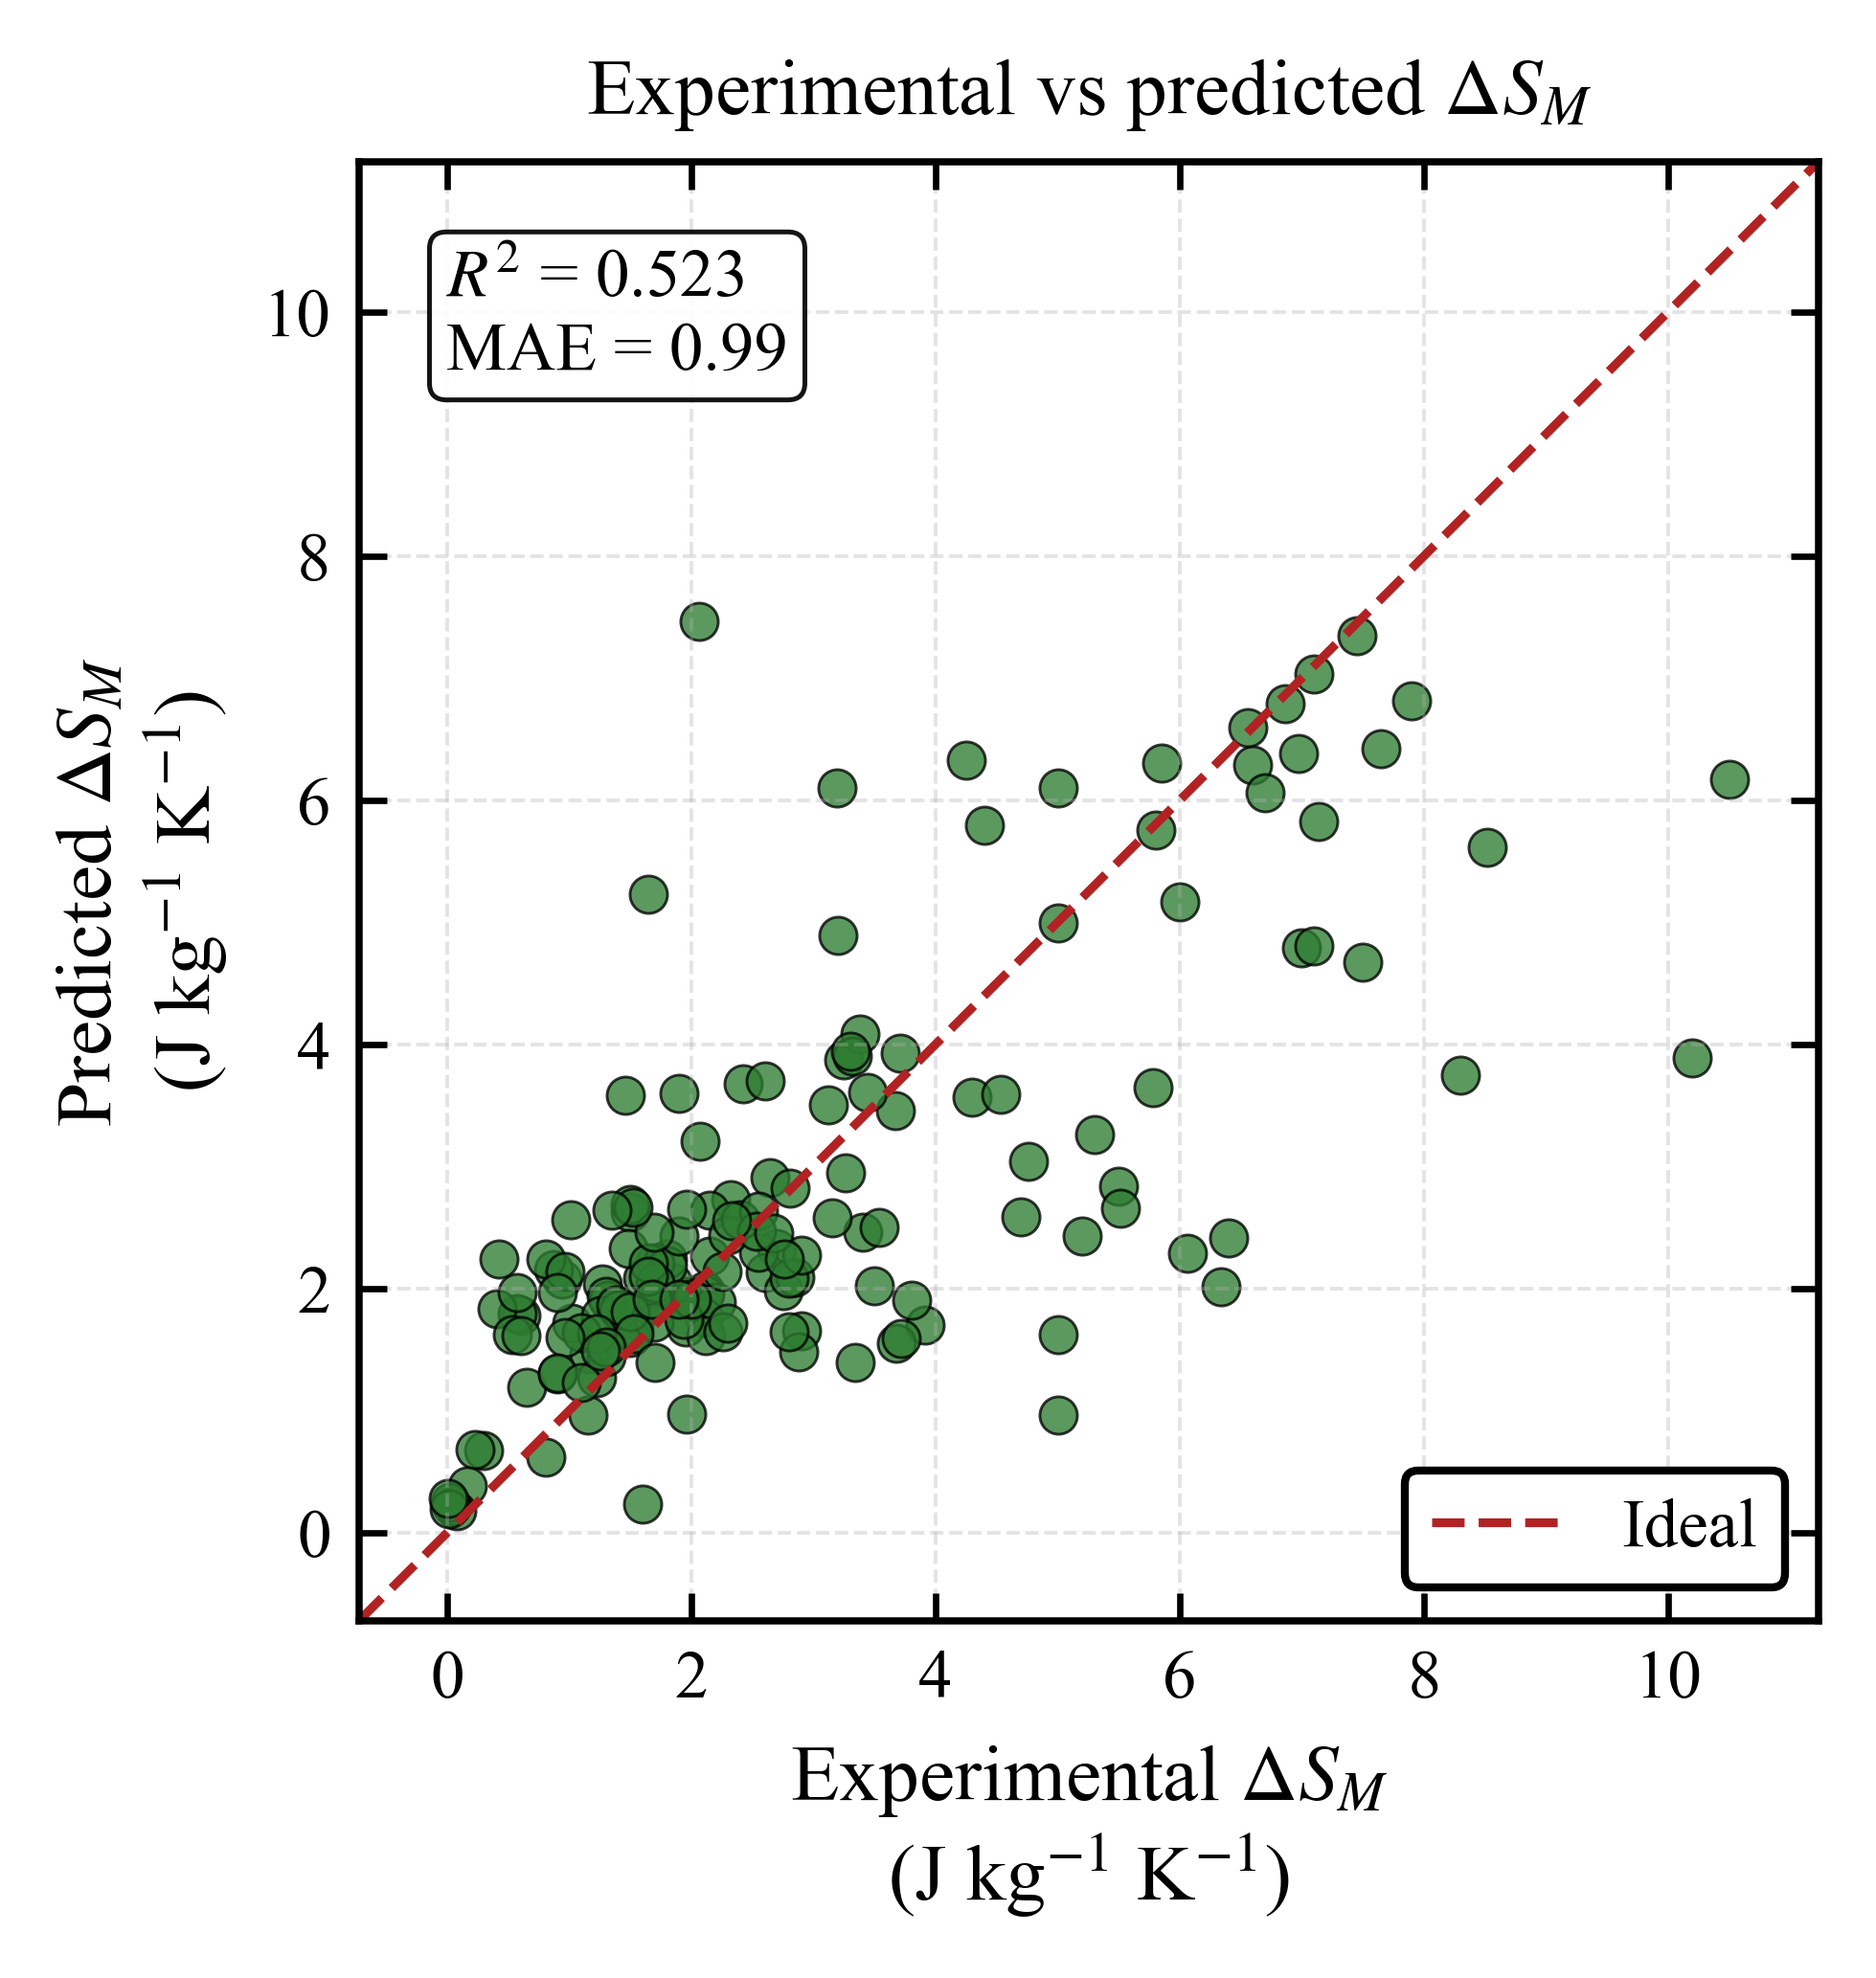 Experimental vs predicted ΔS_M
R² = 0.523
MAE = 0.99
Predicted ΔS_M
(J kg⁻¹ K⁻¹)
10
8
6
4
2
0
Ideal
0 2 4 6 8 10
Experimental ΔS_M
(J kg⁻¹ K⁻¹)